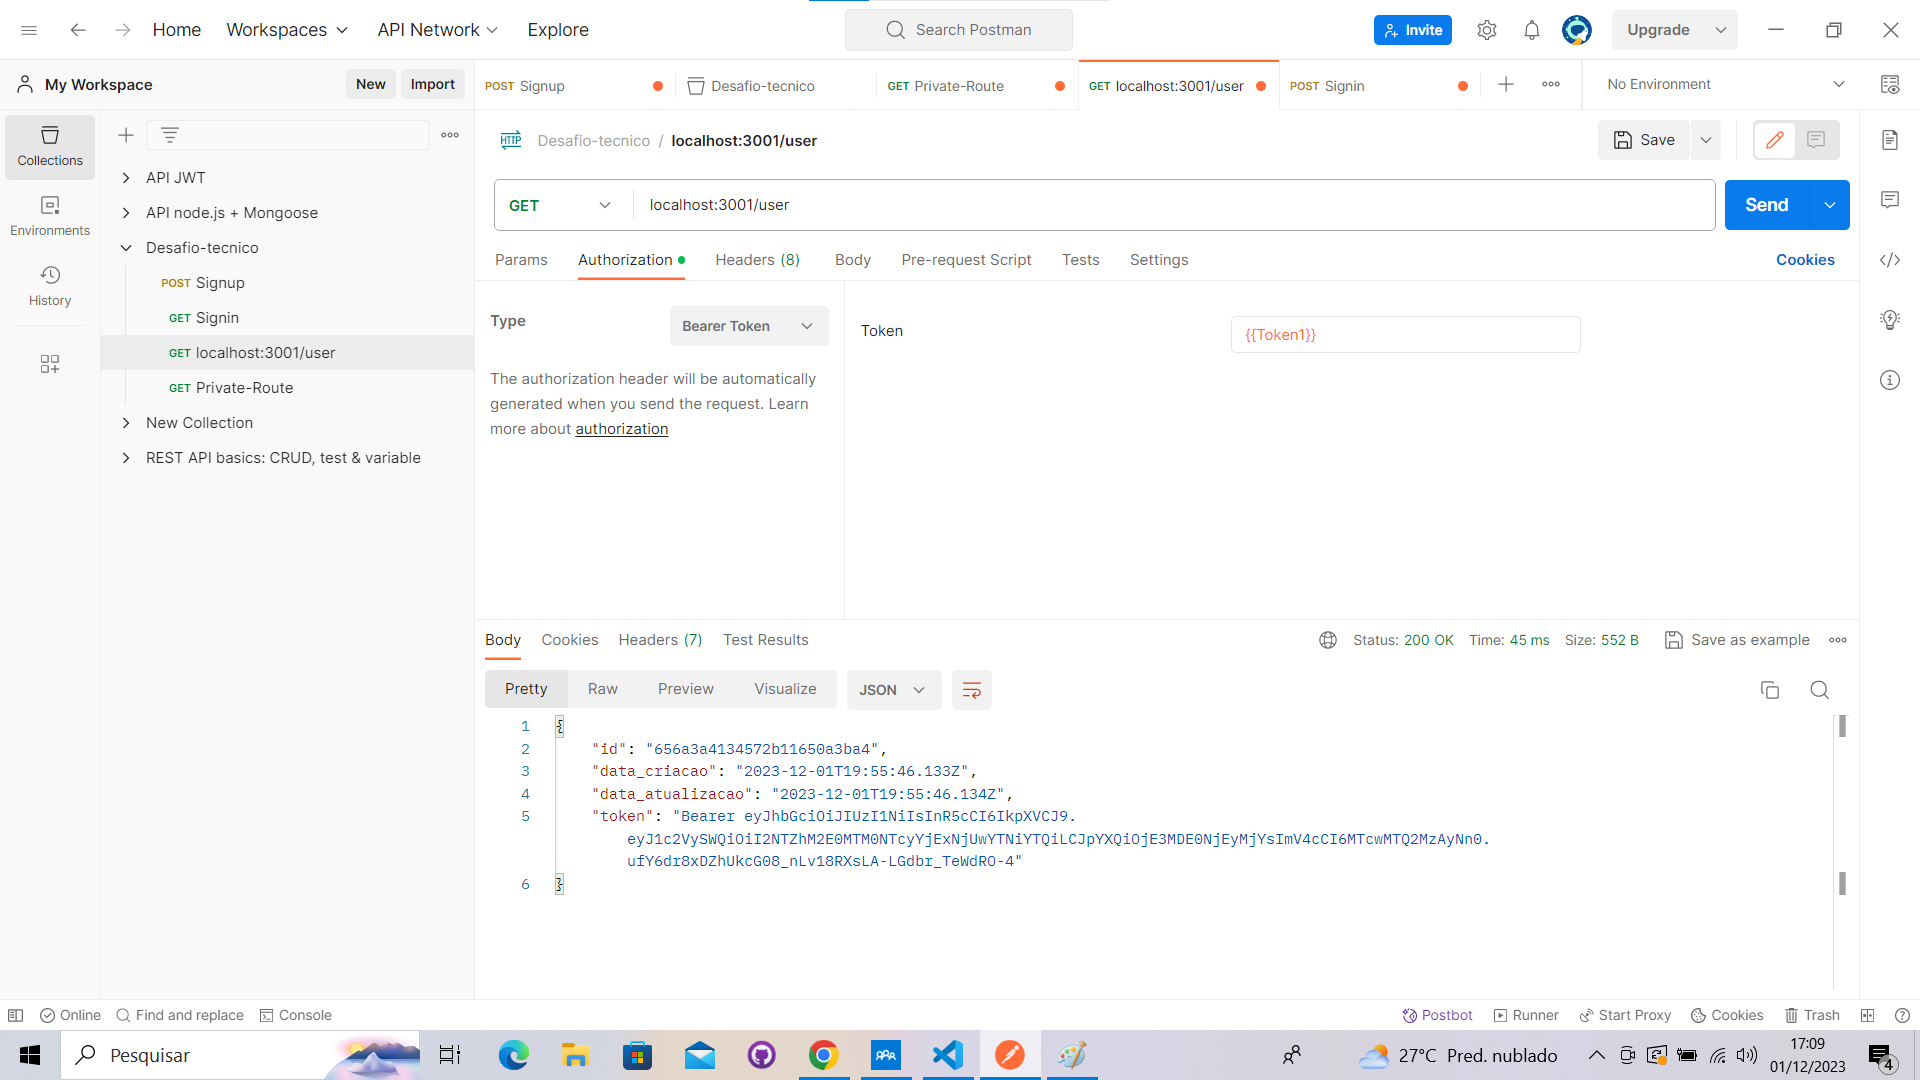 Home Workspaces API Network Explore Search Postman Invite Upgrade
My Workspace New Import
POST Signup Desafio-tecnico GET Private-Route GET localhost:3001/user POST Signin No Environment
Collections
Environments
History
API JWT
API node.js + Mongoose
Desafio-tecnico
POST Signup
GET Signin
GET localhost:3001/user
GET Private-Route
New Collection
REST API basics: CRUD, test & variable
HTTP Desafio-tecnico / localhost:3001/user Save
GET localhost:3001/user Send
Params Authorization Headers (8) Body Pre-request Script Tests Settings Cookies
Type Bearer Token
The authorization header will be automatically
generated when you send the request. Learn
more about authorization
Token {{Token1}}
Body Cookies Headers (7) Test Results Status: 200 OK Time: 45 ms Size: 552 B Save as example
Pretty Raw Preview Visualize JSON
1 {
2 "id": "656a3a4134572b11650a3ba4",
3 "data_criacao": "2023-12-01T19:55:46.133Z",
4 "data_atualizacao": "2023-12-01T19:55:46.134Z",
5 "token": "Bearer eyJhbGciOiJIUzI1NiIsInR5cCI6IkpXVCJ9.
eyJ1c2VySWQiOiI2NTZhM2E0MTM0NTcyYjExNjUwYTNiYTQiLCJpYXQiOjE3MDE0NjEyMjYsImV4cCI6MTcwMTQ2MzAyNn0.
ufY6dr8xDZhUkcG08_nLv18RXsLA-LGdbr_TeWdRO-4"
6 }
Online Find and replace Console Postbot Runner Start Proxy Cookies Trash
Pesquisar 27°C Pred. nublado 17:09
01/12/2023 4